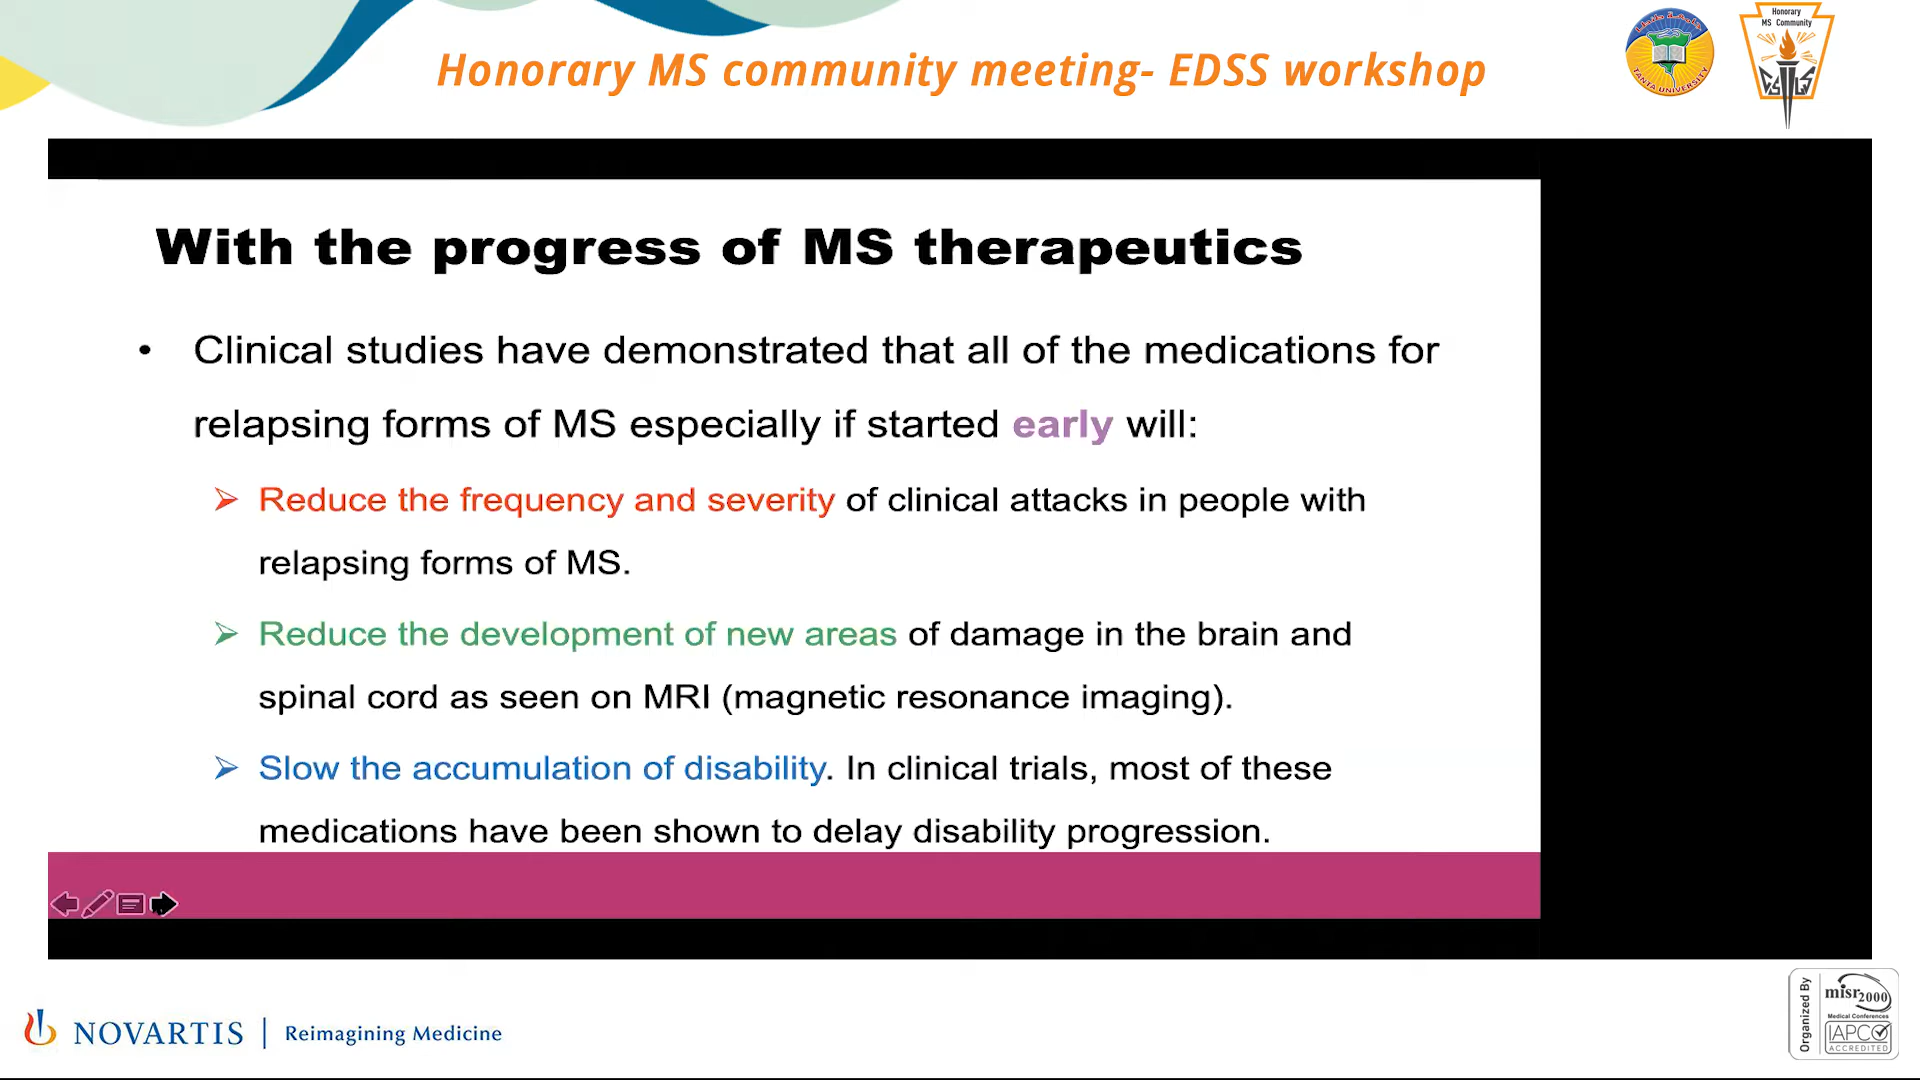 Honorary MS community meeting- EDSS workshop
TANTA UNIVERSITY
Honorary
MS Community
With the progress of MS therapeutics
• Clinical studies have demonstrated that all of the medications for
relapsing forms of MS especially if started early will:
➢ Reduce the frequency and severity of clinical attacks in people with
relapsing forms of MS.
➢ Reduce the development of new areas of damage in the brain and
spinal cord as seen on MRI (magnetic resonance imaging).
➢ Slow the accumulation of disability. In clinical trials, most of these
medications have been shown to delay disability progression.
NOVARTIS | Reimagining Medicine
Organized By
misr2000
Medical Conferences
IAPCO
ACCREDITED